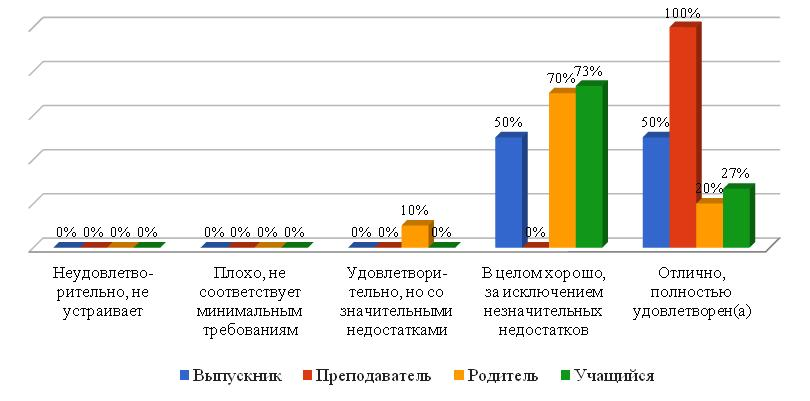 100%
70% 73%
50% 50%
20% 27%
10%
0% 0% 0% 0% 0% 0% 0% 0% 0% 0% 0% 0%
Неудовлетво-
рительно, не
устраивает
Плохо, не
соответствует
минимальным
требованиям
Удовлетвори-
тельно, но со
значительными
недостатками
В целом хорошо,
за исключением
незначительных
недостатков
Отлично,
полностью
удовлетворен(а)
Выпускник Преподаватель Родитель Учащийся